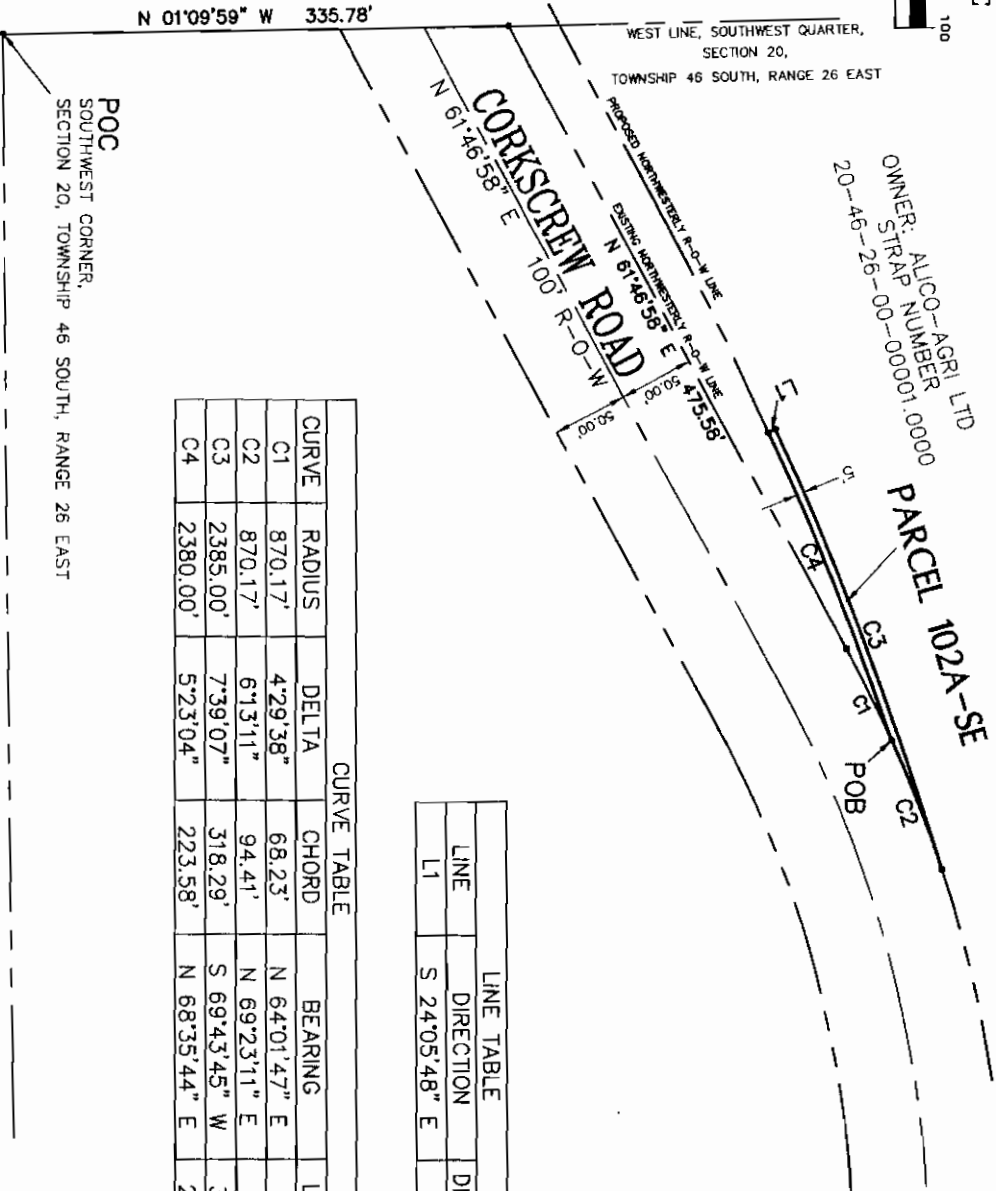 100
N 01°09'59" W 335.78'
WEST LINE, SOUTHWEST QUARTER,
SECTION 20,
TOWNSHIP 46 SOUTH, RANGE 26 EAST
OWNER: ALICO-AGRI LTD
STRAP NUMBER
20-46-26-00-00001.0000
PARCEL 102A-SE
PROPOSED NORTHWESTERLY R-O-W LINE
EXISTING NORTHWESTERLY R-O-W LINE
N 61°46'58" E 475.58'
CORKSCREW ROAD
N 61°46'58" E 100' R-O-W
50.00'
50.00'
L1
5'
C4
C3
C1
C2
POB
POC
SOUTHWEST CORNER,
SECTION 20, TOWNSHIP 46 SOUTH, RANGE 26 EAST
LINE TABLE
LINE DIRECTION
L1 S 24°05'48" E
CURVE TABLE
CURVE RADIUS DELTA CHORD BEARING
C1 870.17' 4°29'38" 68.23' N 64°01'47" E
C2 870.17' 6°13'11" 94.41' N 69°23'11" E
C3 2385.00' 7°39'07" 318.29' S 69°43'45" W
C4 2380.00' 5°23'04" 223.58' N 68°35'44" E